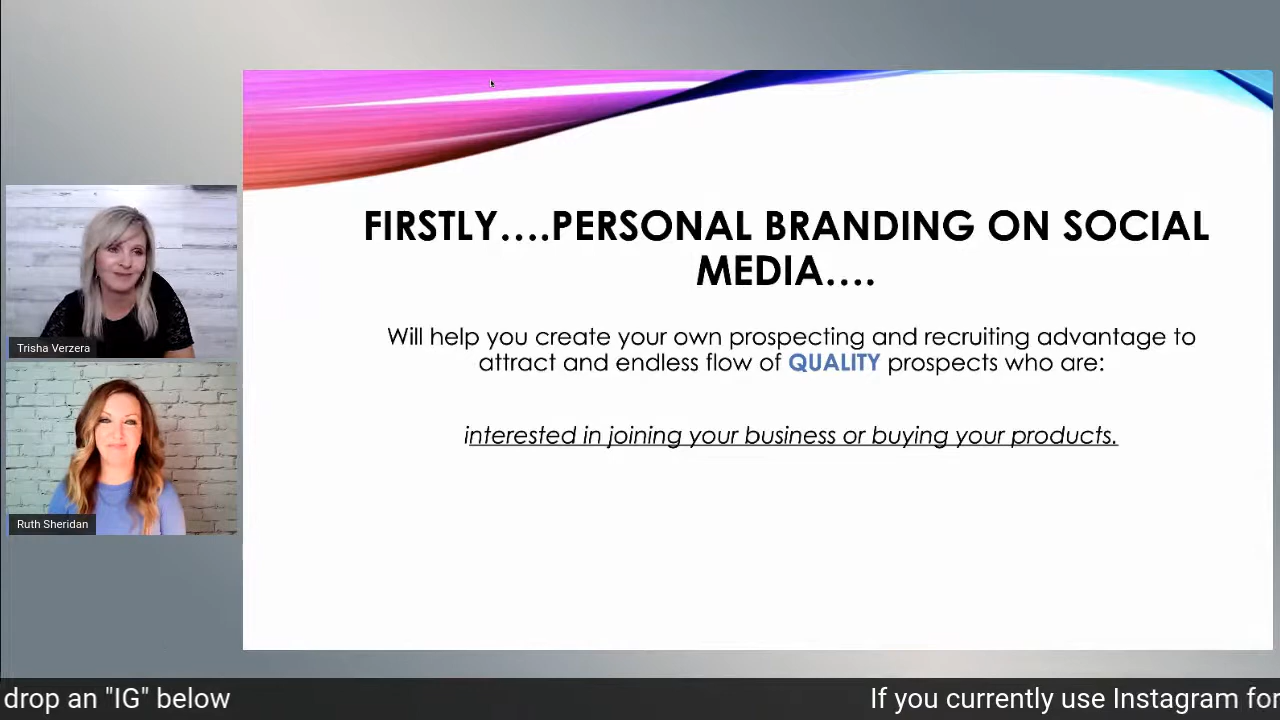 FIRSTLY....PERSONAL BRANDING ON SOCIAL
MEDIA....
Will help you create your own prospecting and recruiting advantage to
attract and endless flow of QUALITY prospects who are:
interested in joining your business or buying your products.
Trisha Verzera
Ruth Sheridan
drop an "IG" below
If you currently use Instagram for